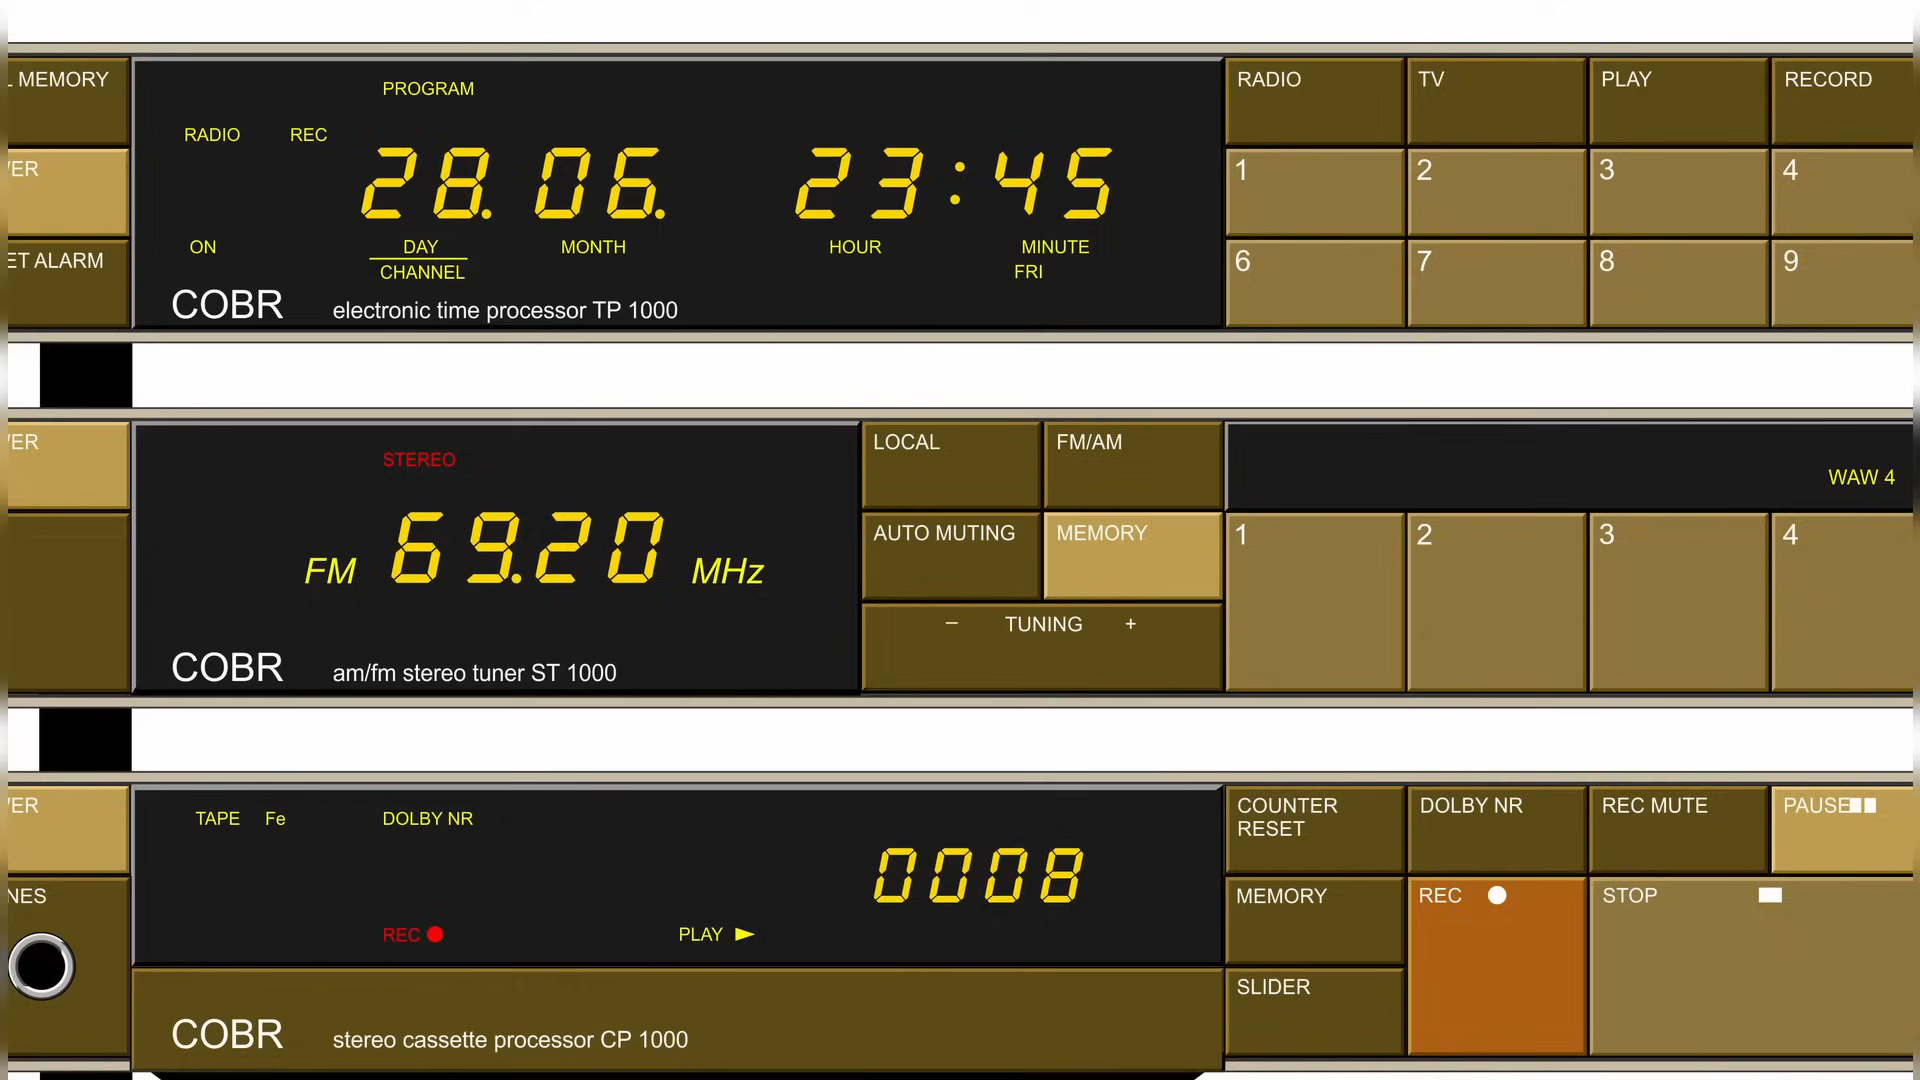 L MEMORY
PROGRAM
RADIO TV PLAY RECORD
RADIO REC
28.06. 23:45
WER
1 2 3 4
ON DAY MONTH HOUR MINUTE
CHANNEL FRI
ET ALARM
6 7 8 9
COBR electronic time processor TP 1000
WER
STEREO
LOCAL FM/AM
WAW 4
FM 69.20 MHz
AUTO MUTING MEMORY
1 2 3 4
– TUNING +
COBR am/fm stereo tuner ST 1000
WER
TAPE Fe DOLBY NR
COUNTER
RESET
DOLBY NR REC MUTE PAUSE
0008
NES
MEMORY REC STOP
REC PLAY
SLIDER
COBR stereo cassette processor CP 1000